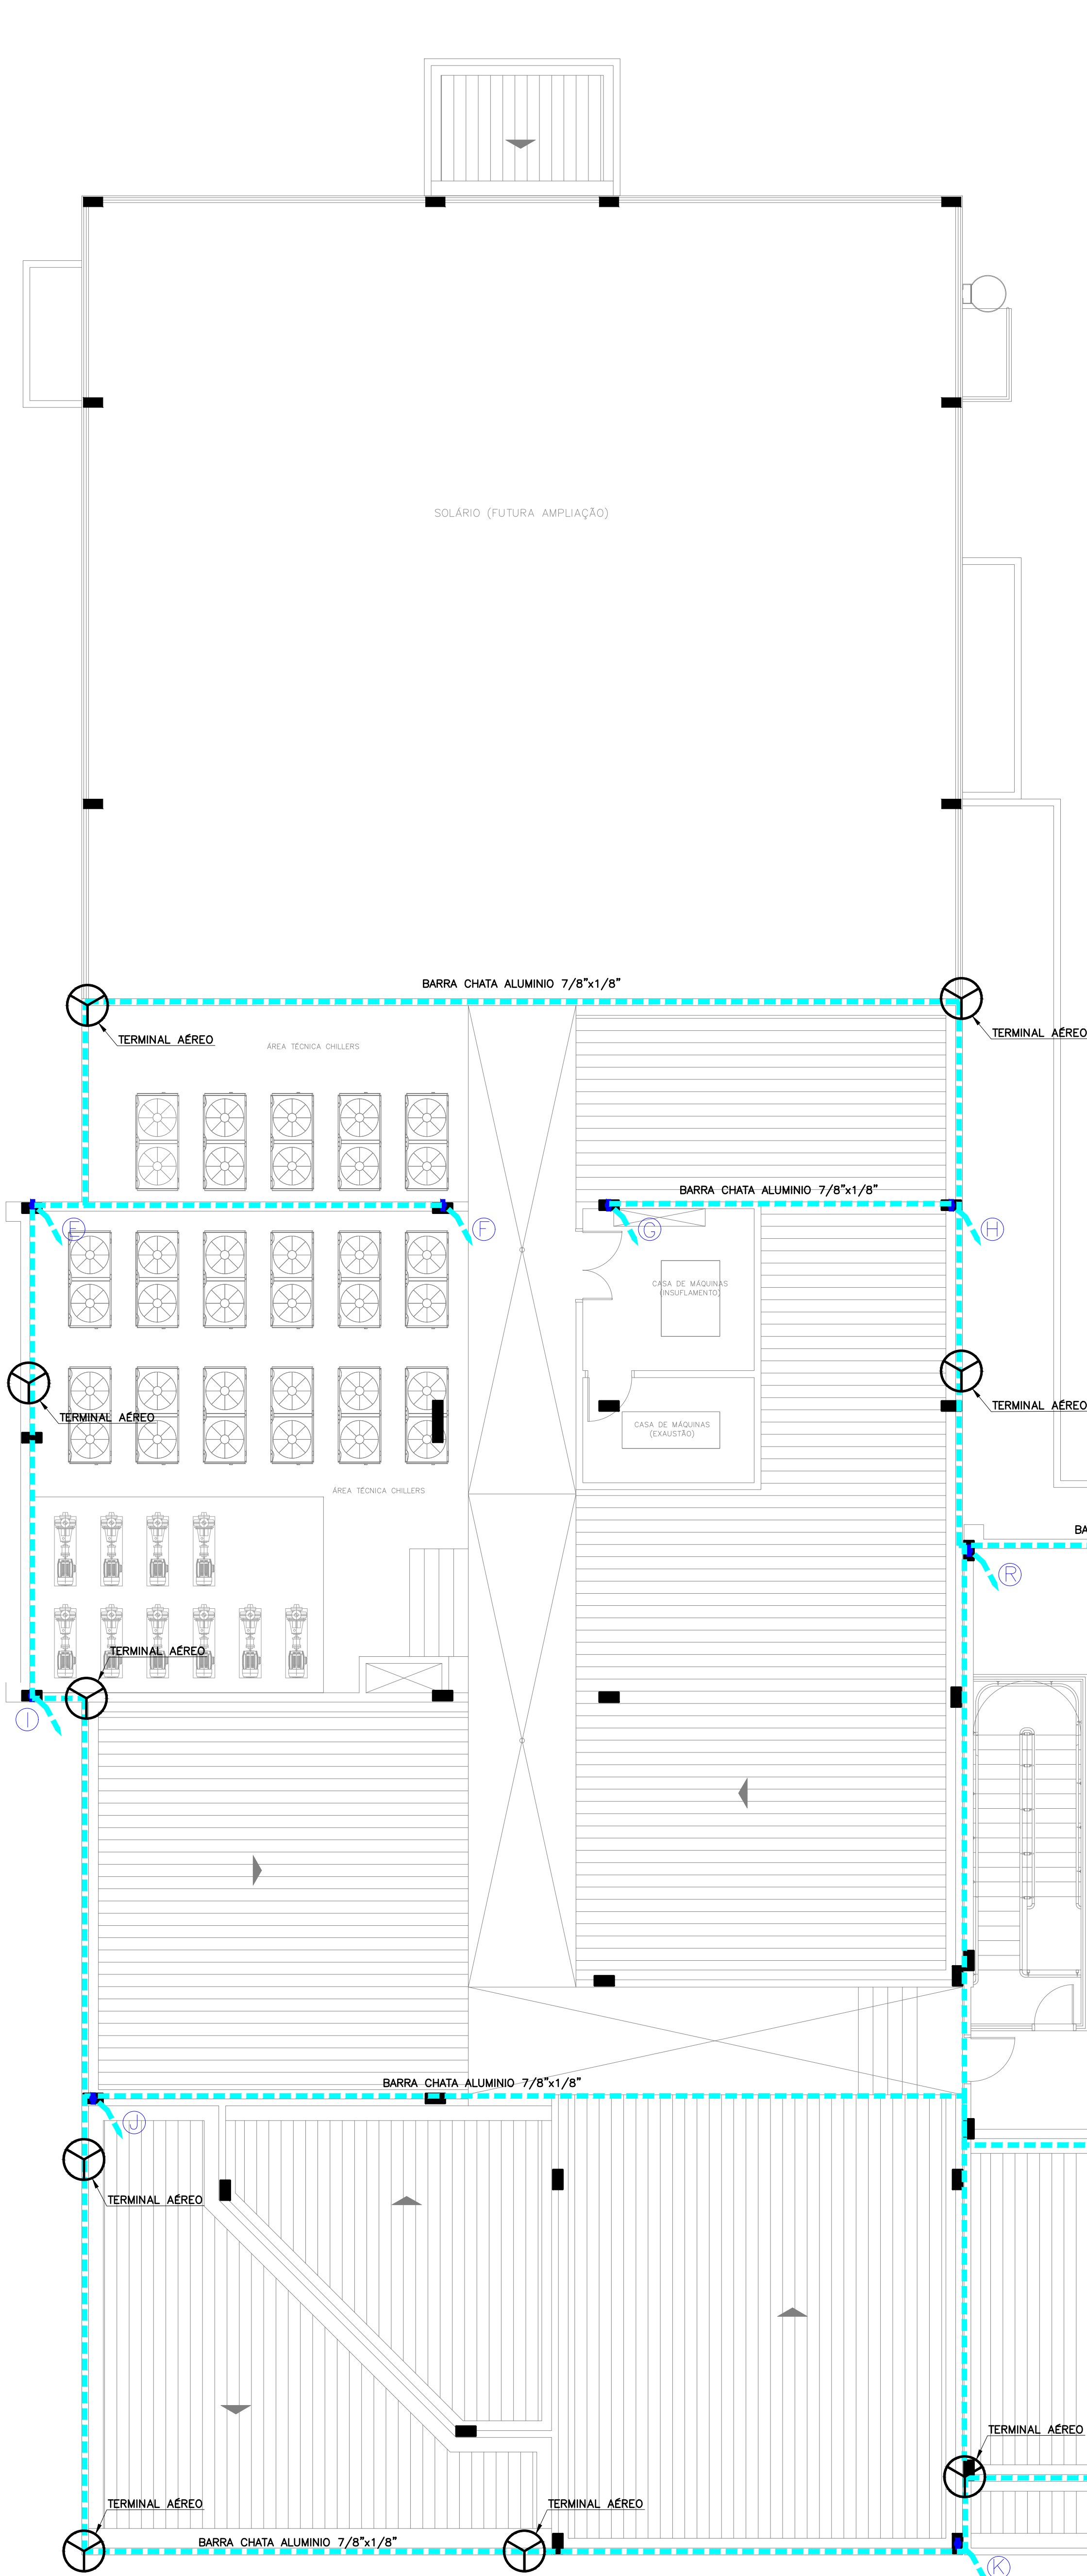 SOLÁRIO (FUTURA AMPLIAÇÃO)
BARRA CHATA ALUMINIO 7/8"x1/8"
TERMINAL AÉREO
TERMINAL AÉREO
ÁREA TÉCNICA CHILLERS
BARRA CHATA ALUMINIO 7/8"x1/8"
E
F
G
H
CASA DE MÁQUINAS
(INSUFLAMENTO)
TERMINAL AÉREO
TERMINAL AÉREO
CASA DE MÁQUINAS
(EXAUSTÃO)
ÁREA TÉCNICA CHILLERS
BA
R
TERMINAL AÉREO
I
BARRA CHATA ALUMINIO 7/8"x1/8"
J
TERMINAL AÉREO
TERMINAL AÉREO
TERMINAL AÉREO
TERMINAL AÉREO
BARRA CHATA ALUMINIO 7/8"x1/8"
K